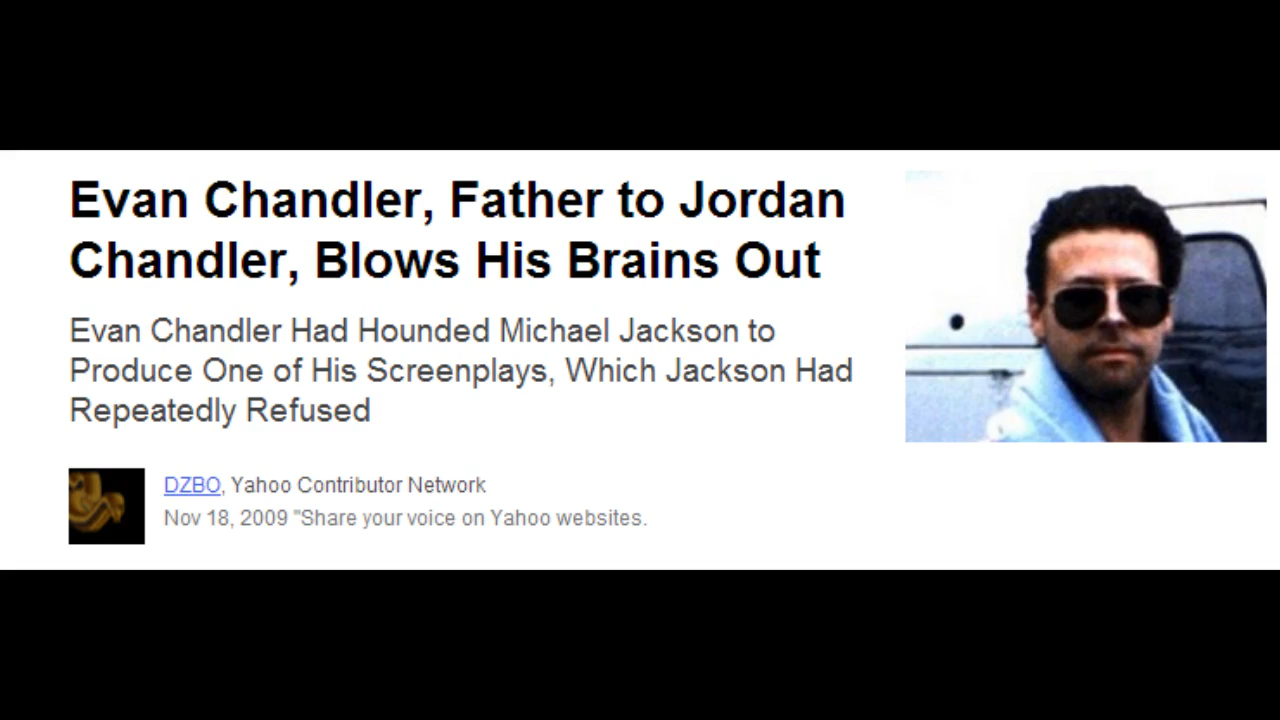 Evan Chandler, Father to Jordan
Chandler, Blows His Brains Out
Evan Chandler Had Hounded Michael Jackson to
Produce One of His Screenplays, Which Jackson Had
Repeatedly Refused
DZBO, Yahoo Contributor Network
Nov 18, 2009 "Share your voice on Yahoo websites.